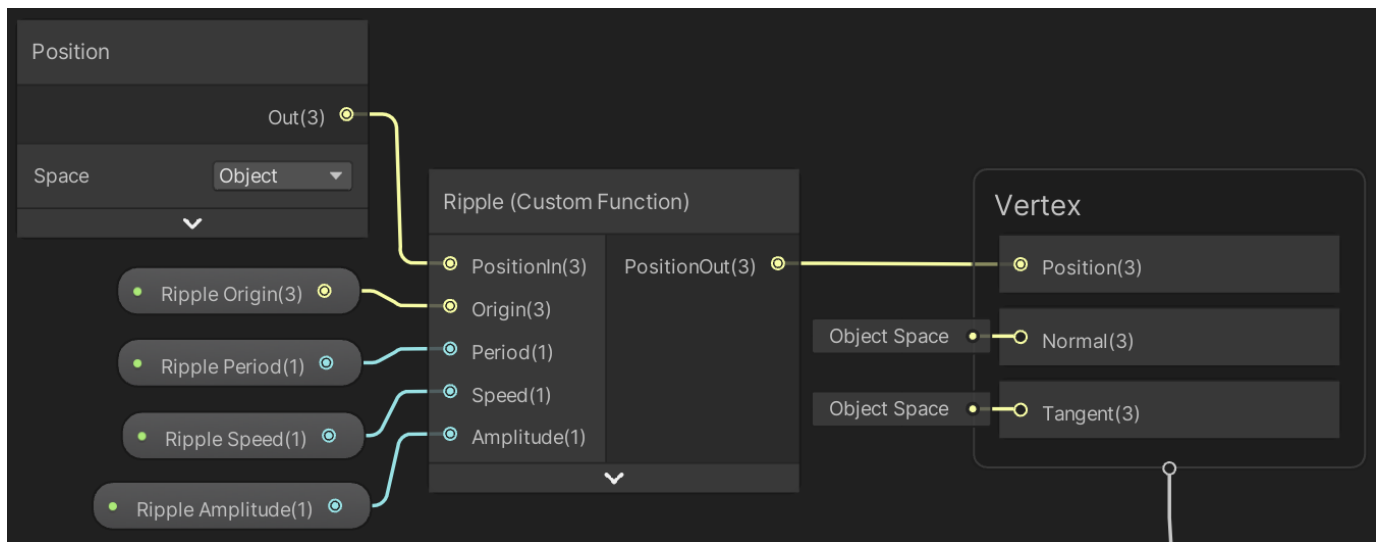 Position
Out(3)
Space Object
Ripple (Custom Function)
PositionIn(3) PositionOut(3)
Origin(3)
Period(1)
Speed(1)
Amplitude(1)
Ripple Origin(3)
Ripple Period(1)
Ripple Speed(1)
Ripple Amplitude(1)
Vertex
Position(3)
Object Space Normal(3)
Object Space Tangent(3)